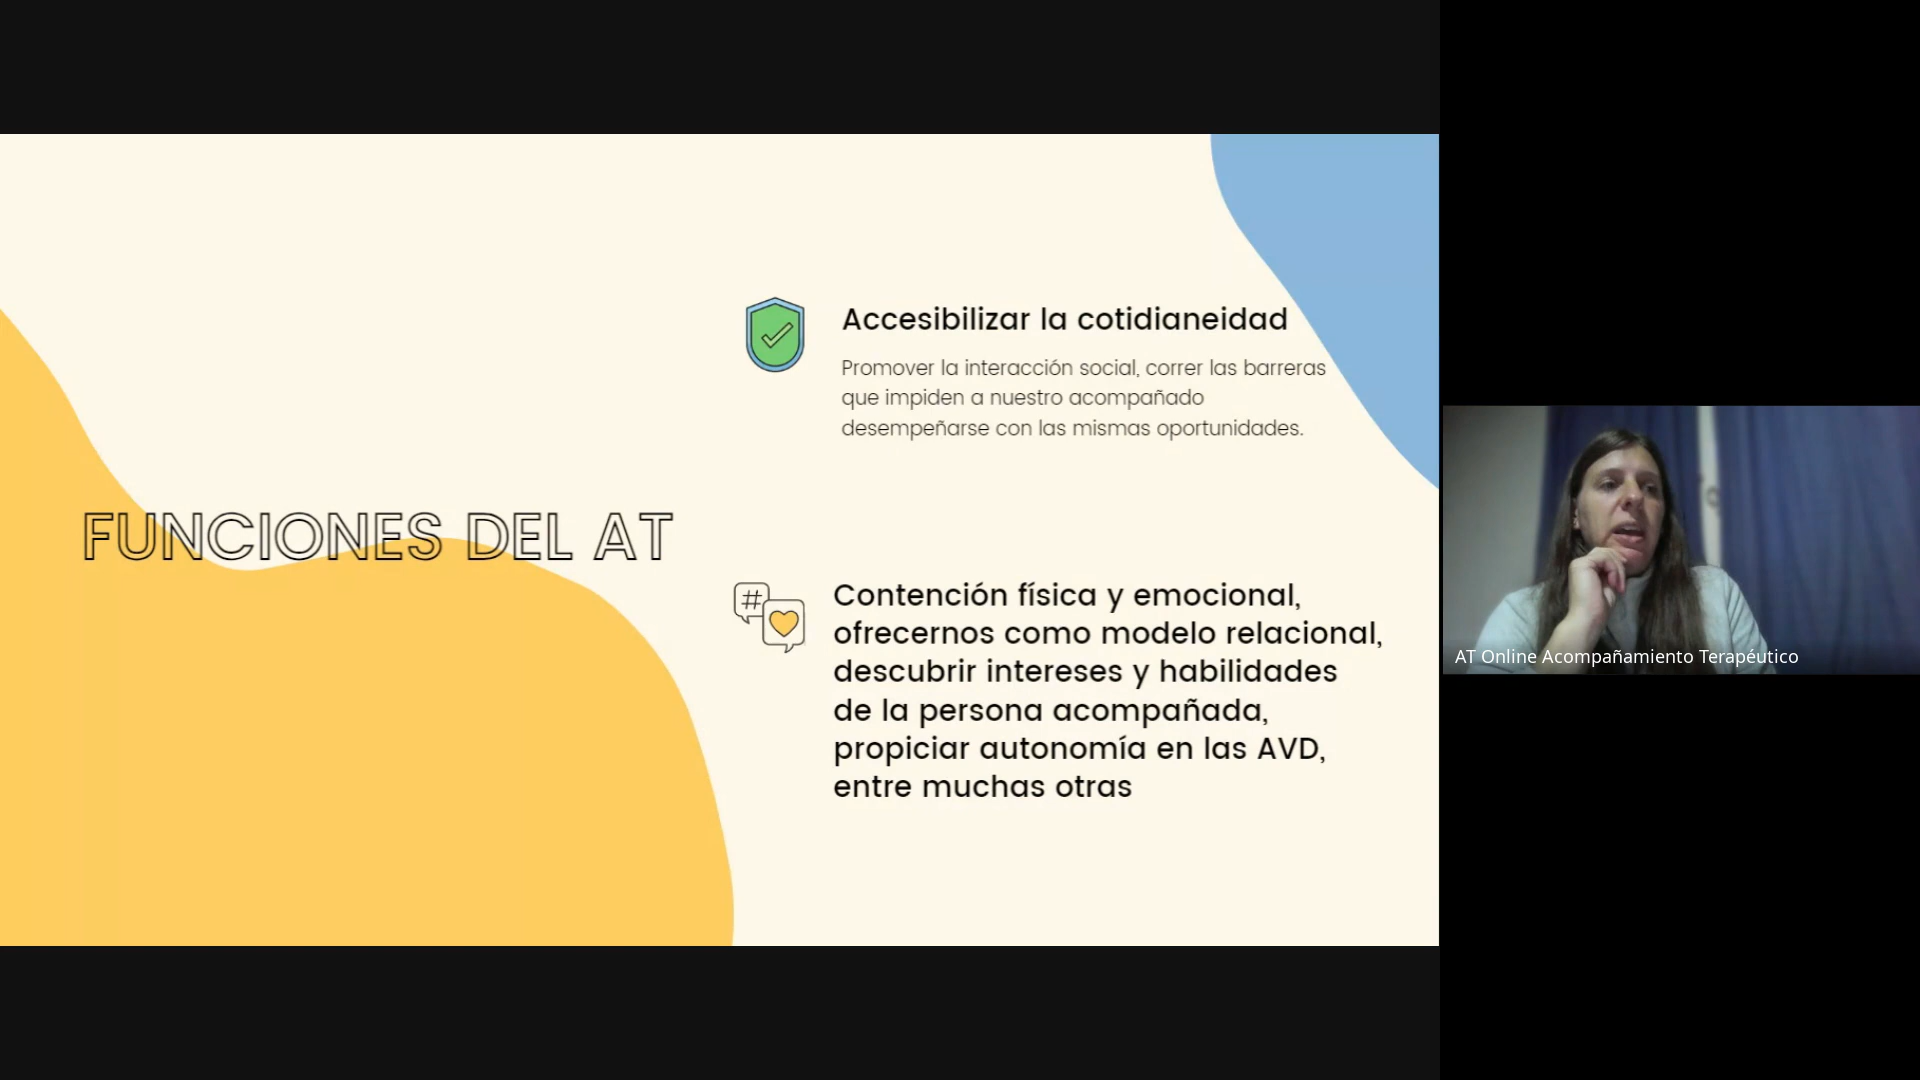 FUNCIONES DEL AT
Accesibilizar la cotidianeidad
Promover la interacción social, correr las barreras
que impiden a nuestro acompañado
desempeñarse con las mismas oportunidades.
#
Contención física y emocional,
ofrecernos como modelo relacional,
descubrir intereses y habilidades
de la persona acompañada,
propiciar autonomía en las AVD,
entre muchas otras
AT Online Acompañamiento Terapéutico